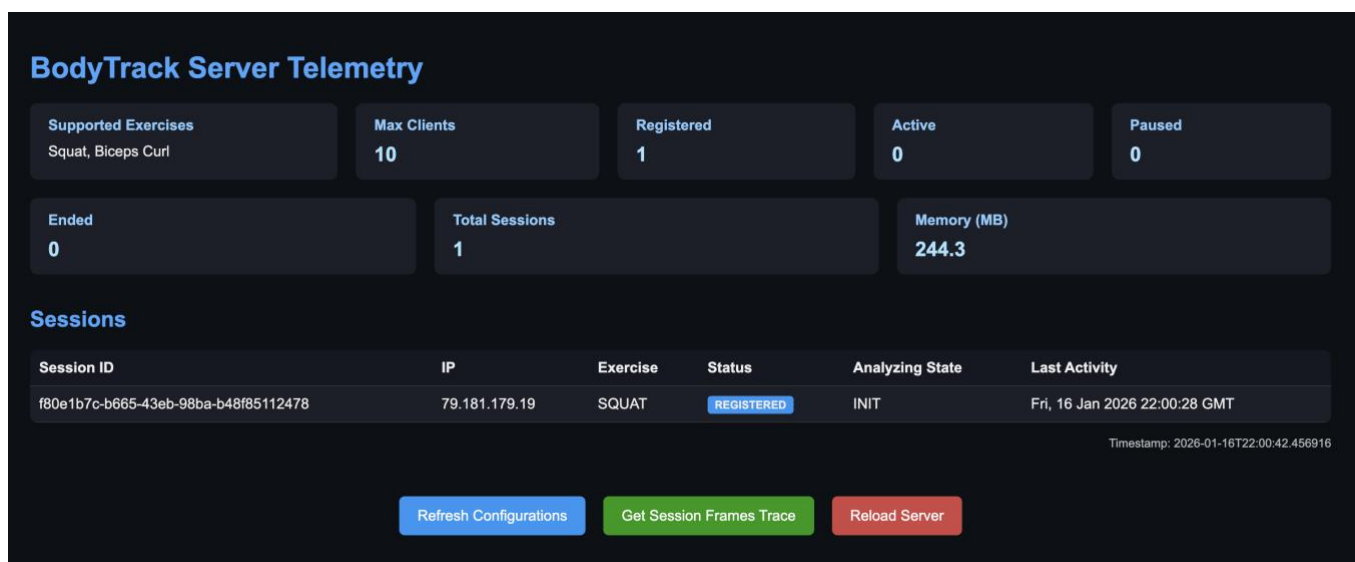 BodyTrack Server Telemetry
Supported Exercises
Squat, Biceps Curl
Max Clients
10
Registered
1
Active
0
Paused
0
Ended
0
Total Sessions
1
Memory (MB)
244.3
Sessions
Session ID IP Exercise Status Analyzing State Last Activity
f80e1b7c-b665-43eb-98ba-b48f85112478 79.181.179.19 SQUAT REGISTERED INIT Fri, 16 Jan 2026 22:00:28 GMT
Timestamp: 2026-01-16T22:00:42.456916
Refresh Configurations Get Session Frames Trace Reload Server